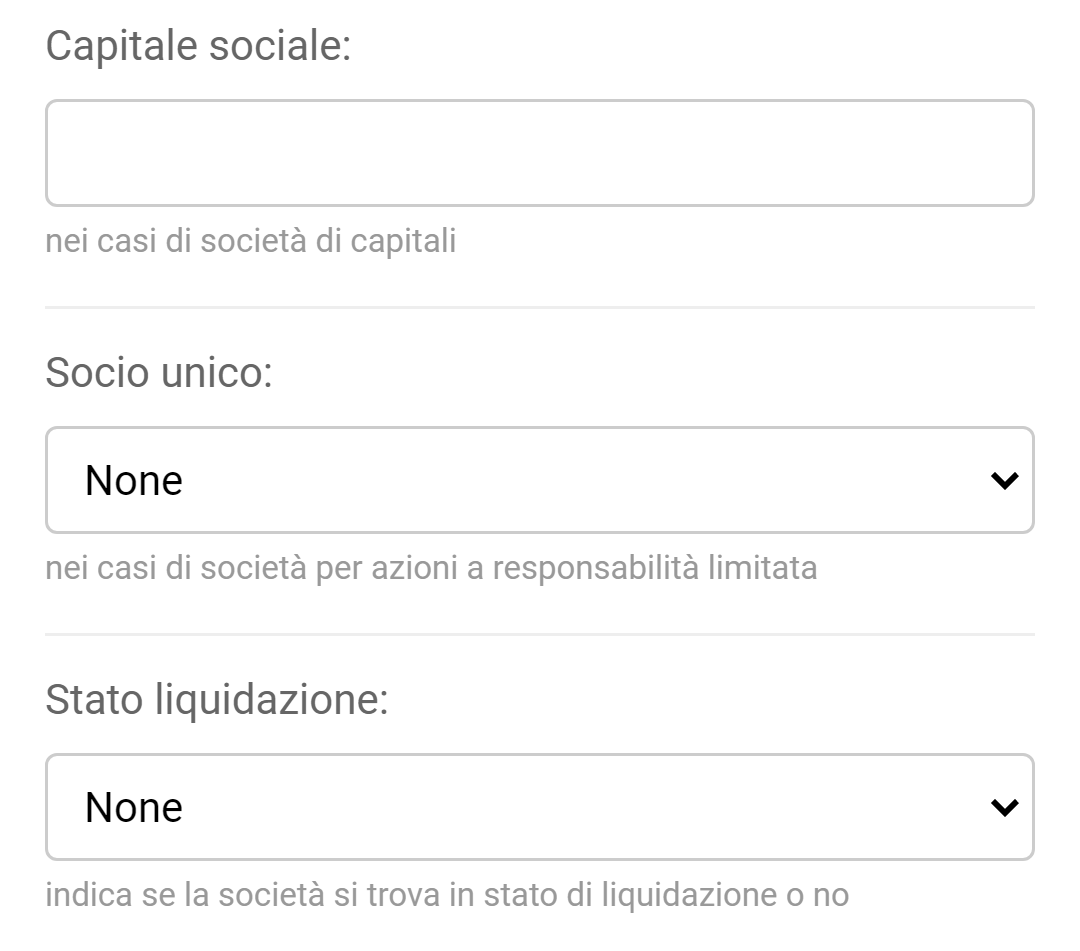 Capitale sociale:
nei casi di società di capitali
Socio unico:
None
nei casi di società per azioni a responsabilità limitata
Stato liquidazione:
None
indica se la società si trova in stato di liquidazione o no